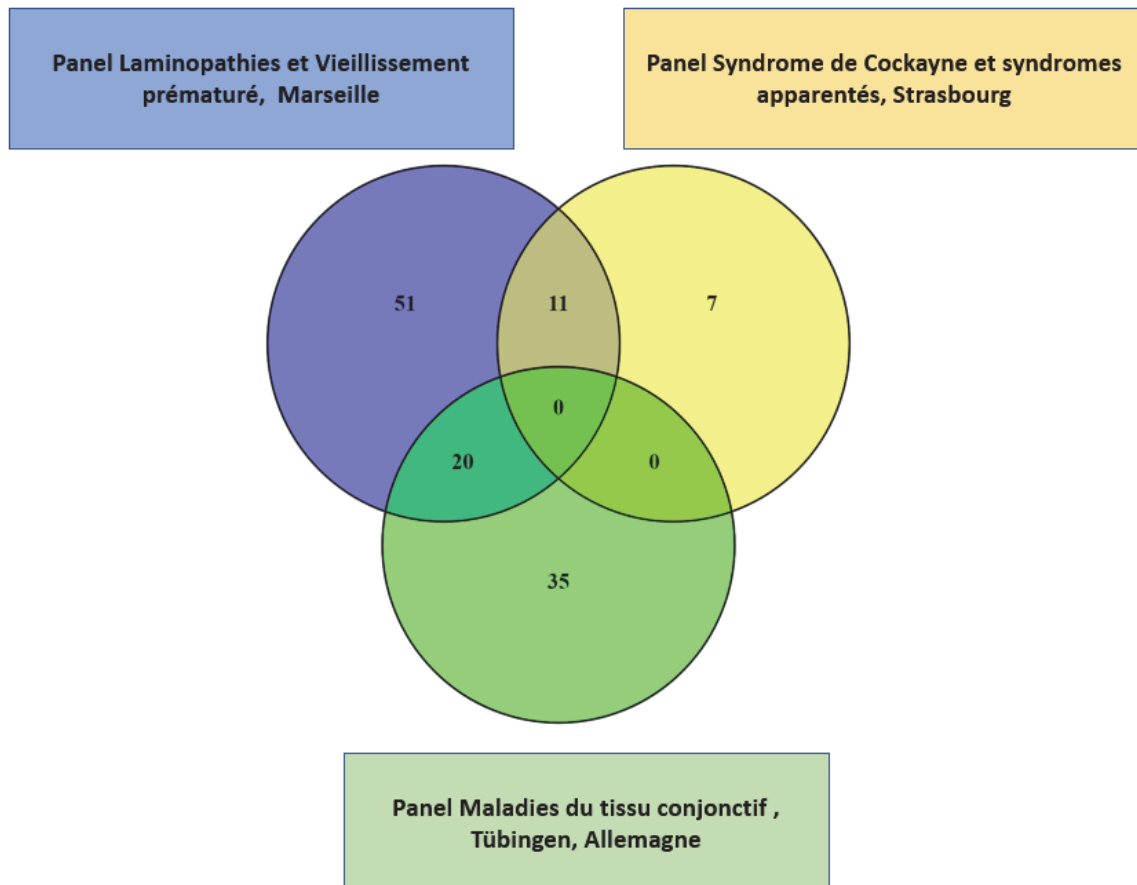 Panel Laminopathies et Vieillissement
prématuré,  Marseille
Panel Syndrome de Cockayne et syndromes
apparentés, Strasbourg
51
11
7
0
20
0
35
Panel Maladies du tissu conjonctif ,
Tübingen, Allemagne